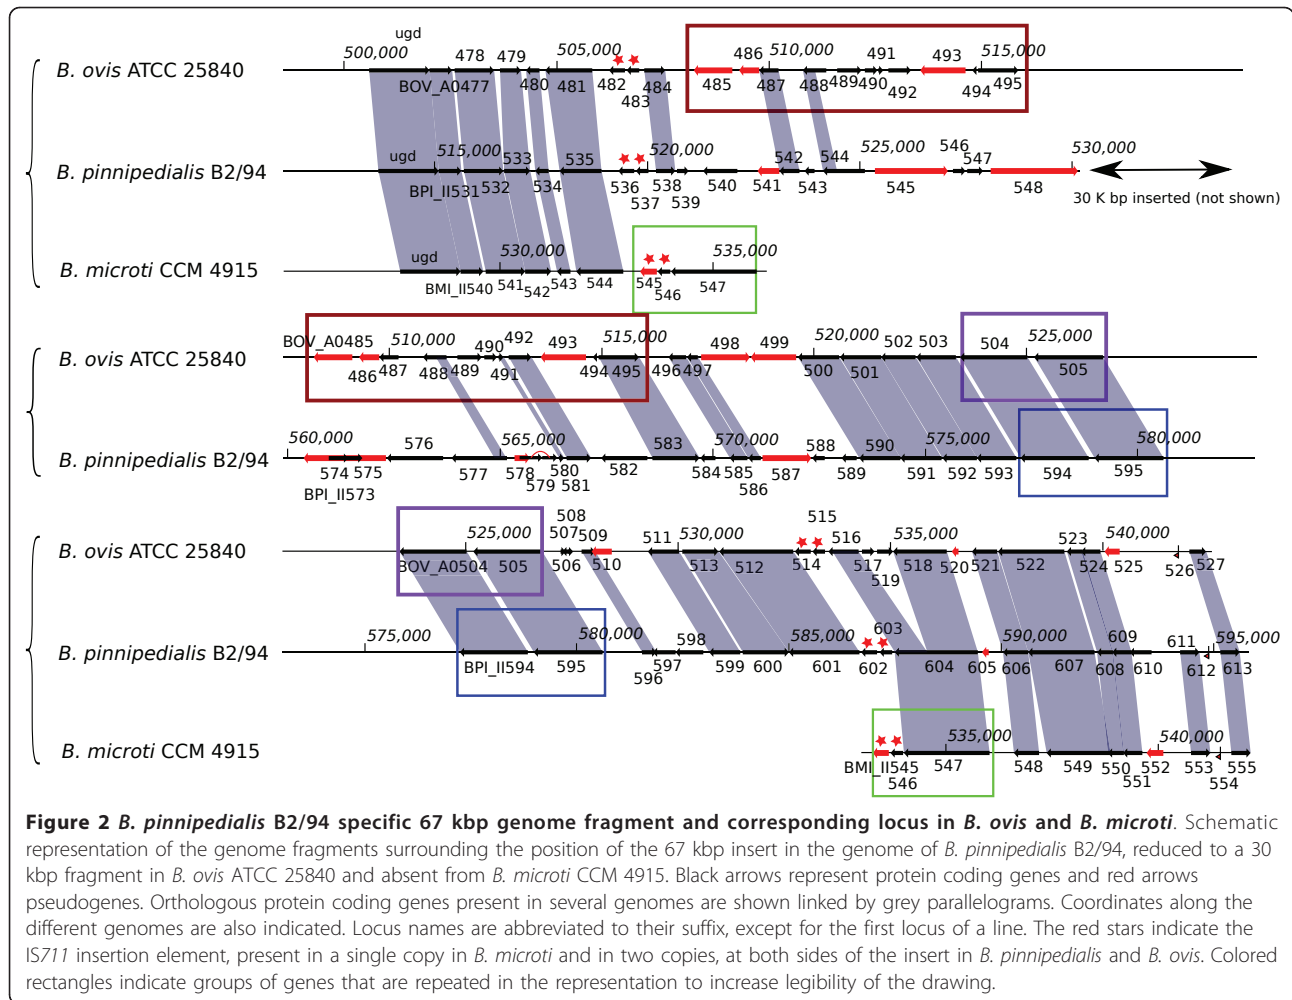 ugd
500,000 478 479 505,000 486 510,000 491 493 515,000
B. ovis ATCC 25840
BOV_A0477 480 481 482 483 484 485 487 488 489 490 492 494 495
ugd 515,000 533 535 520,000 542 544 525,000 546 547 530,000
B. pinnipedialis B2/94
BPI_II531 532 534 536 537 538 539 540 541 543 545 548
30 K bp inserted (not shown)
ugd 530,000 535,000
B. microti CCM 4915
BMI_II540 541 542 543 544 545 546 547
BOV_A0485 510,000 490 492 493 515,000 498 499 520,000 502 503 504 525,000
B. ovis ATCC 25840
486 487 488 489 491 494 495 496 497 500 501 505
560,000 576 565,000 583 570,000 588 590 575,000 580,000
B. pinnipedialis B2/94
574 575 577 578 579 580 581 582 584 585 586 587 589 591 592 593 594 595
BPI_II573
508 515
525,000 507 509 511 530,000 516 535,000 523 540,000
B. ovis ATCC 25840
BOV_A0504 505 506 510 513 512 514 517 519 518 520 521 522 524 525 526 527
575,000 580,000 598 585,000 603 590,000 609 611 595,000
B. pinnipedialis B2/94
BPI_II594 595 596 597 599 600 601 602 604 605 606 607 608 610 612 613
535,000 540,000
B. microti CCM 4915
BMI_II545 546 547 548 549 550 551 552 553 554 555
Figure 2 B. pinnipedialis B2/94 specific 67 kbp genome fragment and corresponding locus in B. ovis and B. microti. Schematic
representation of the genome fragments surrounding the position of the 67 kbp insert in the genome of B. pinnipedialis B2/94, reduced to a 30
kbp fragment in B. ovis ATCC 25840 and absent from B. microti CCM 4915. Black arrows represent protein coding genes and red arrows
pseudogenes. Orthologous protein coding genes present in several genomes are shown linked by grey parallelograms. Coordinates along the
different genomes are also indicated. Locus names are abbreviated to their suffix, except for the first locus of a line. The red stars indicate the
IS711 insertion element, present in a single copy in B. microti and in two copies, at both sides of the insert in B. pinnipedialis and B. ovis. Colored
rectangles indicate groups of genes that are repeated in the representation to increase legibility of the drawing.